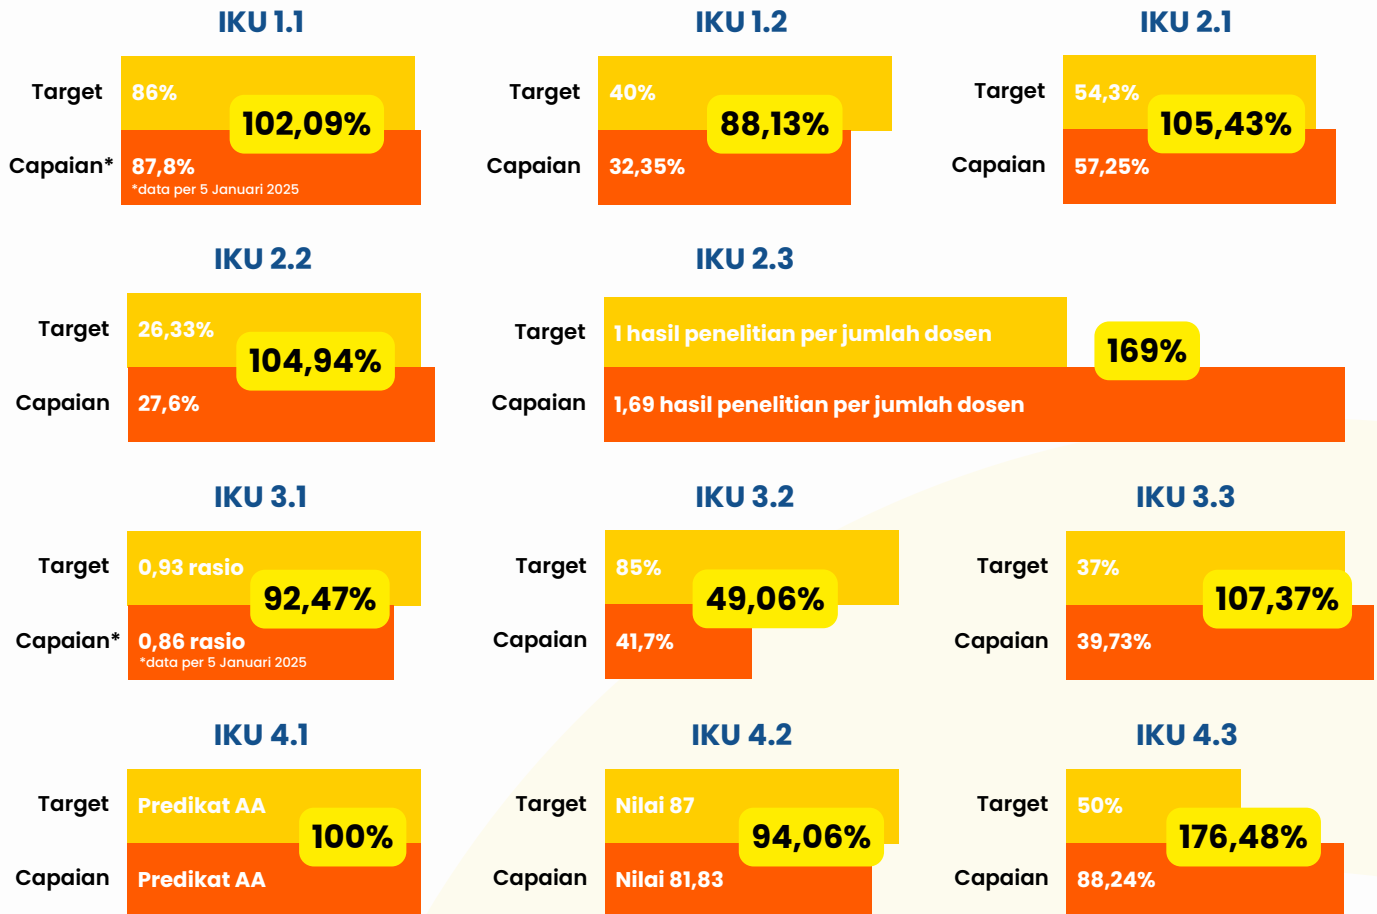 IKU 1.1
Target
86%
102,09%
Capaian*
87,8%
*data per 5 Januari 2025
IKU 1.2
Target
40%
88,13%
Capaian
32,35%
IKU 2.1
Target
54,3%
105,43%
Capaian
57,25%
IKU 2.2
Target
26,33%
104,94%
Capaian
27,6%
IKU 2.3
Target
1 hasil penelitian per jumlah dosen
169%
Capaian
1,69 hasil penelitian per jumlah dosen
IKU 3.1
Target
0,93 rasio
92,47%
Capaian*
0,86 rasio
*data per 5 Januari 2025
IKU 3.2
Target
85%
49,06%
Capaian
41,7%
IKU 3.3
Target
37%
107,37%
Capaian
39,73%
IKU 4.1
Target
Predikat AA
100%
Capaian
Predikat AA
IKU 4.2
Target
Nilai 87
94,06%
Capaian
Nilai 81,83
IKU 4.3
Target
50%
176,48%
Capaian
88,24%